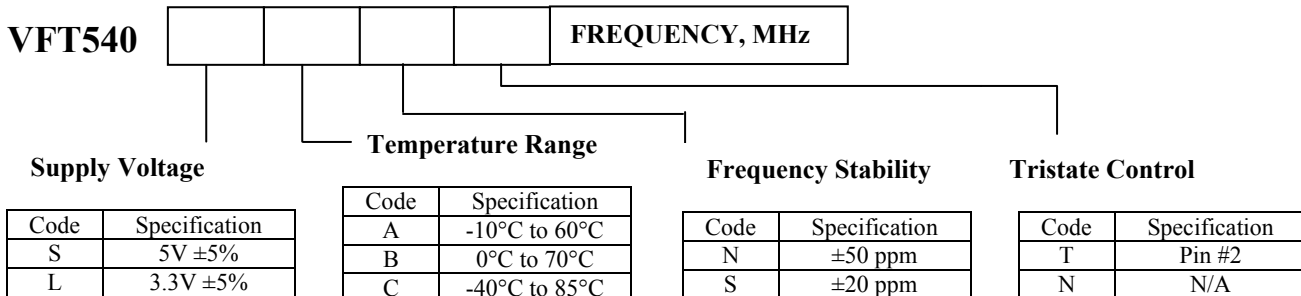 VFT540 FREQUENCY, MHz
Supply Voltage
Code Specification
S 5V ±5%
L 3.3V ±5%
Temperature Range
Code Specification
A -10°C to 60°C
B 0°C to 70°C
C -40°C to 85°C
Frequency Stability
Code Specification
N ±50 ppm
S ±20 ppm
Tristate Control
Code Specification
T Pin #2
N N/A